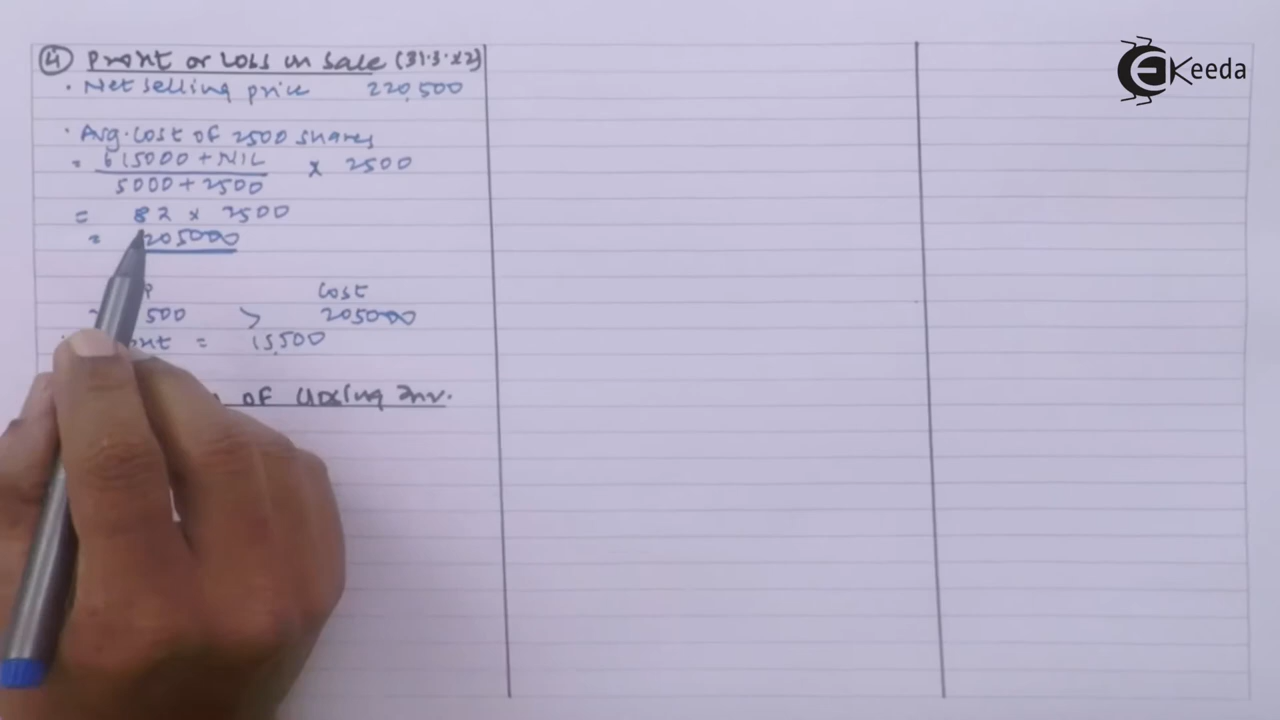 ④ Profit or Loss on Sale (31.3.X2)
• Net selling price 220,500
• Avg. Cost of 2500 shares
= 615000 + NIL / 5000 + 2500 × 2500
= 82 × 2500
= 205000
Cost
500 > 205000
= 15,500
of closing Inv.
EKeeda